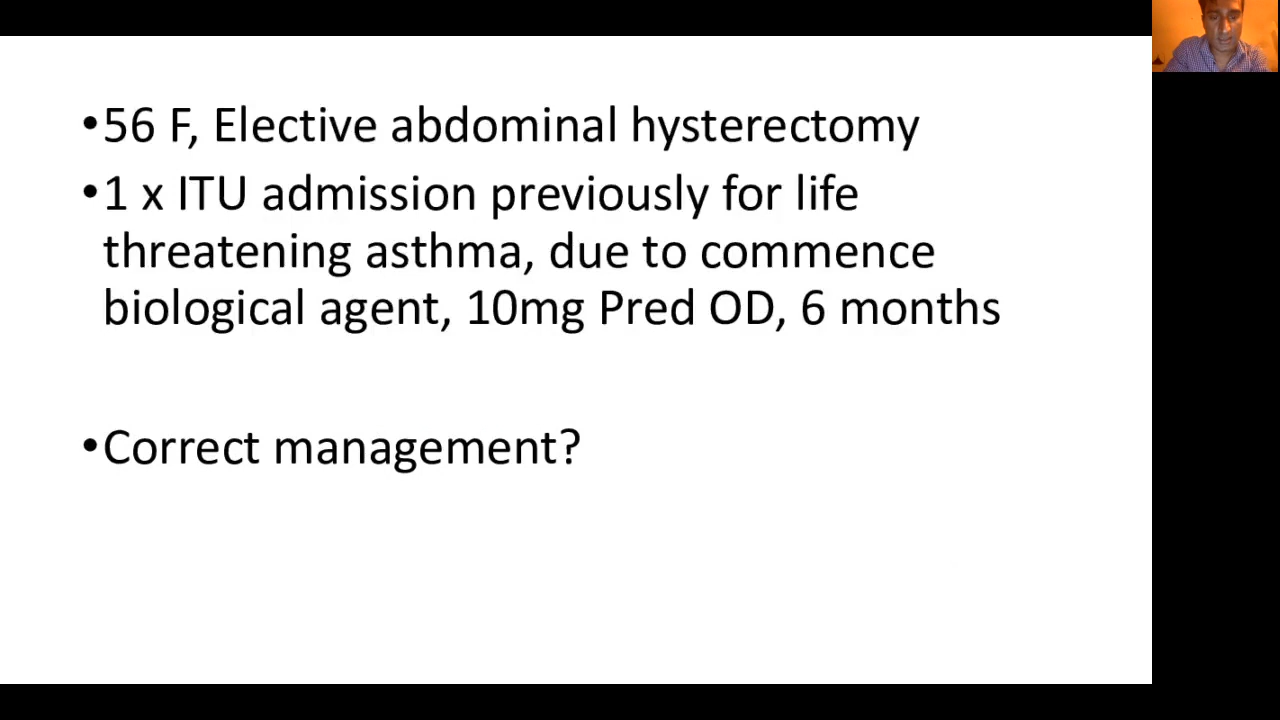 •56 F, Elective abdominal hysterectomy
•1 x ITU admission previously for life
threatening asthma, due to commence
biological agent, 10mg Pred OD, 6 months
•Correct management?